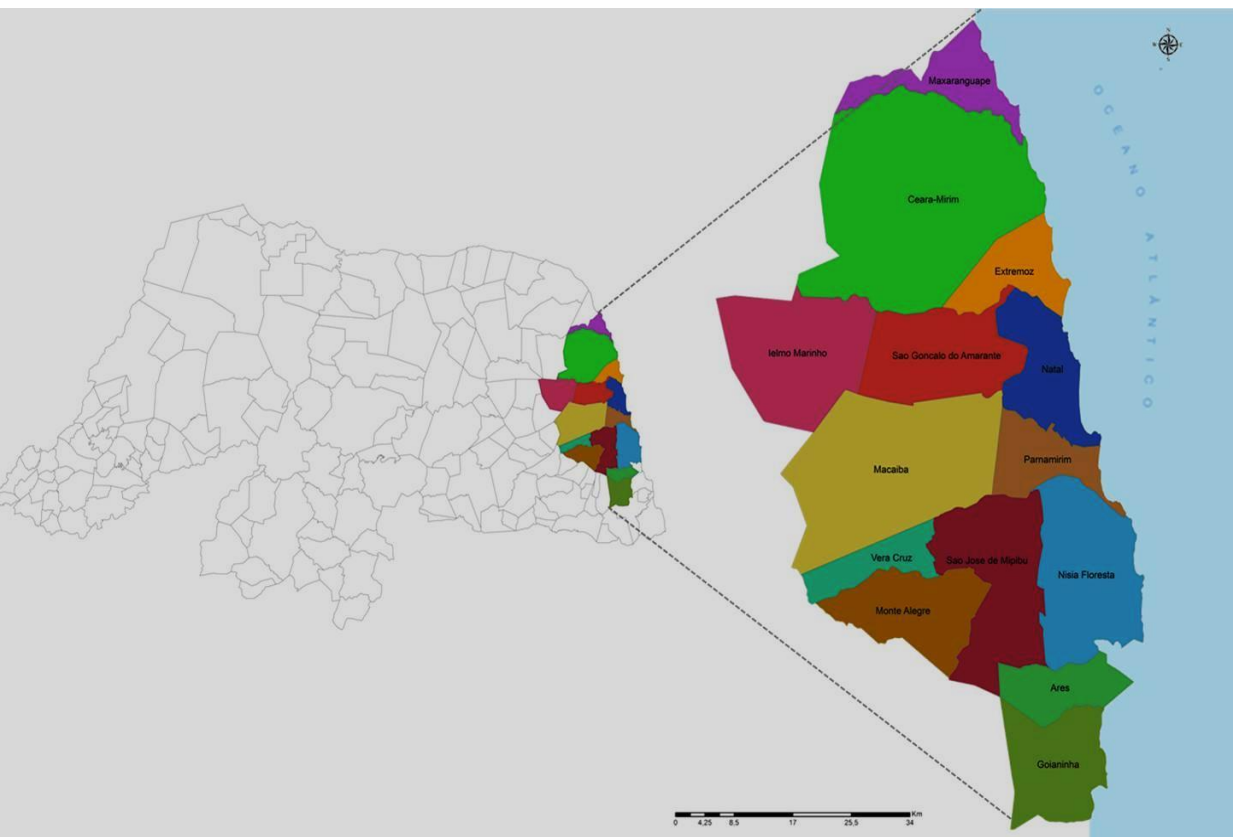 Maxaranguape
OCEANO ATLÂNTICO
Ceara-Mirim
Extremoz
Ielmo Marinho
Sao Goncalo do Amarante
Natal
Macaiba
Parnamirim
Vera Cruz
Sao Jose de Mipibu
Nisia Floresta
Monte Alegre
Ares
Goianinha
Km
0 4,25 8,5 17 25,5 34